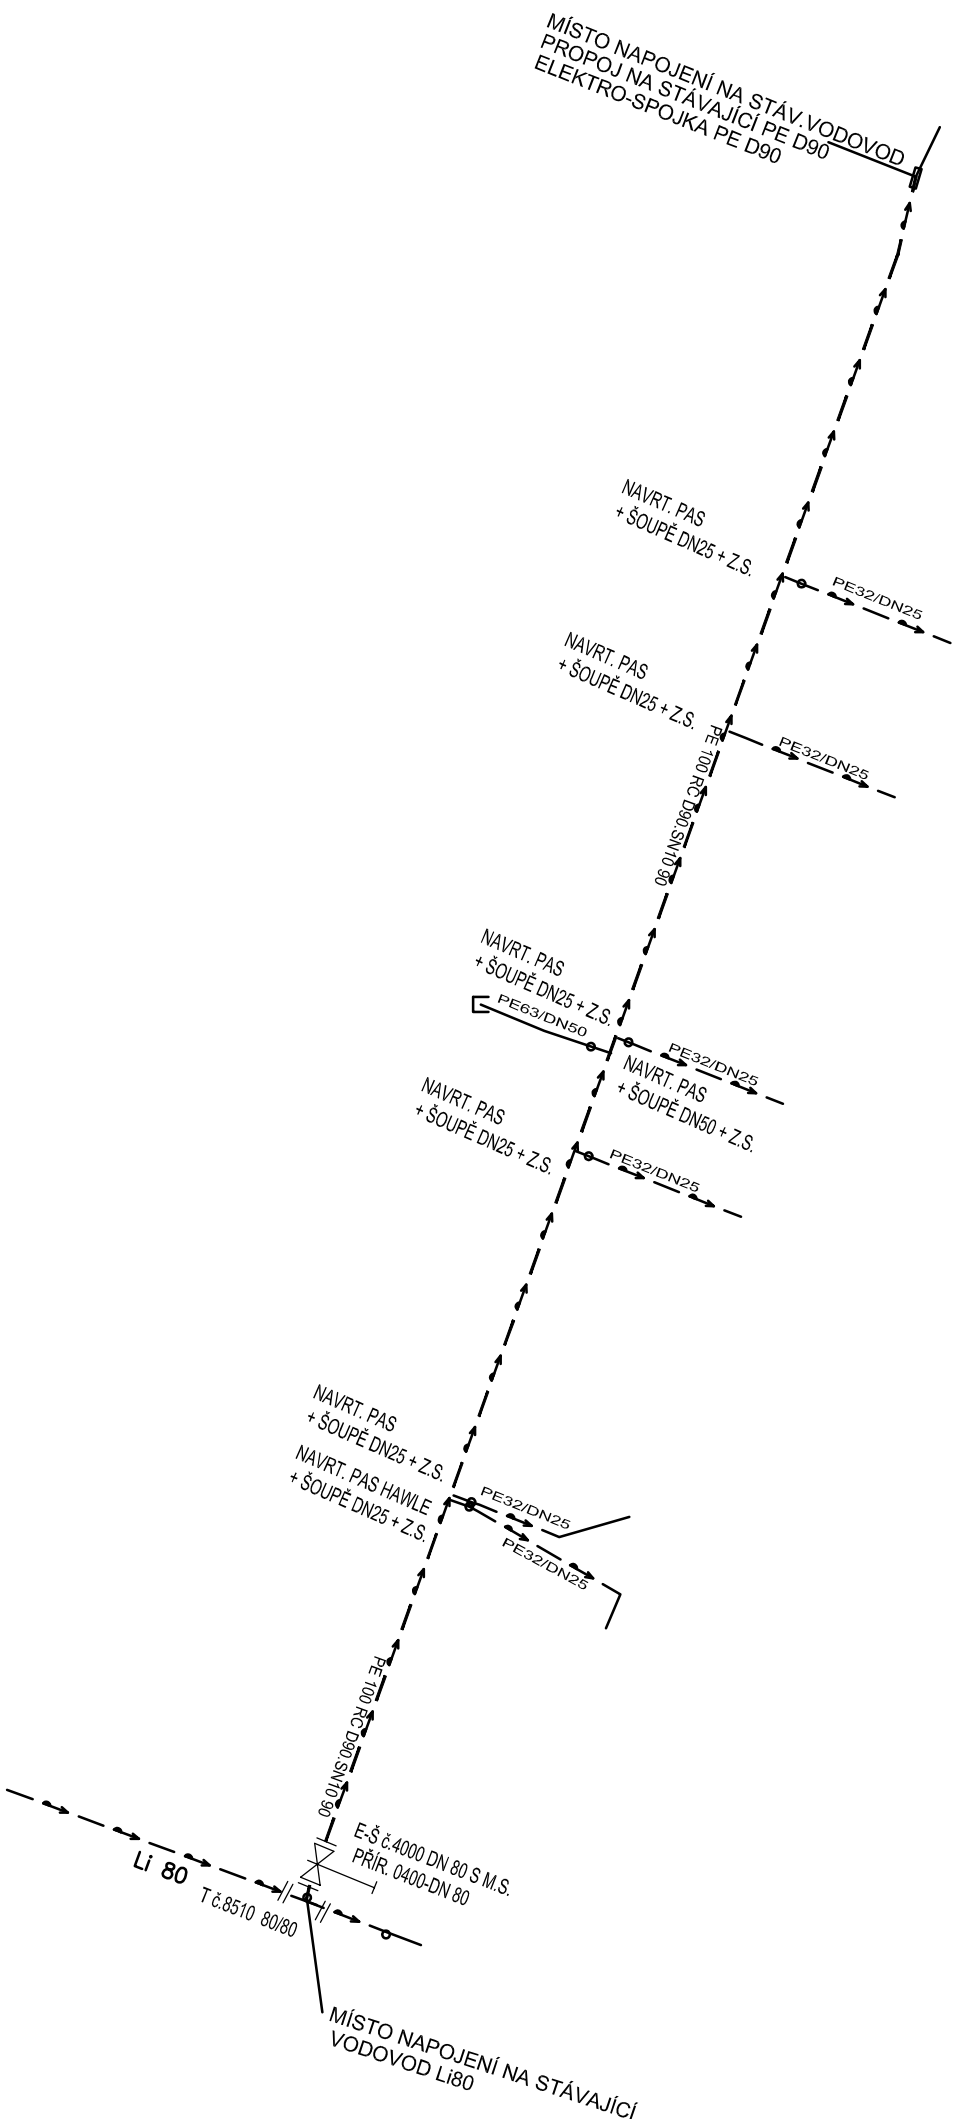 MÍSTO NAPOJENÍ NA STÁV.VODOVOD
PROPOJ NA STÁVAJÍCÍ PE D90
ELEKTRO-SPOJKA PE D90
NAVRT. PAS
+ ŠOUPĚ DN25 + Z.S.
PE32/DN25
NAVRT. PAS
+ ŠOUPĚ DN25 + Z.S.
PE32/DN25
PE 100 RC D90.SN10 90
NAVRT. PAS
+ ŠOUPĚ DN25 + Z.S.
PE63/DN50
PE32/DN25
NAVRT. PAS
+ ŠOUPĚ DN50 + Z.S.
NAVRT. PAS
+ ŠOUPĚ DN25 + Z.S.
PE32/DN25
NAVRT. PAS
+ ŠOUPĚ DN25 + Z.S.
NAVRT. PAS HAWLE
+ ŠOUPĚ DN25 + Z.S.
PE32/DN25
PE32/DN25
PE 100 RC D90.SN10 90
E-Š č.4000 DN 80 S M.S.
PŘÍR. 0400-DN 80
Li 80
T č.8510 80/80
MÍSTO NAPOJENÍ NA STÁVAJÍCÍ
VODOVOD Li80